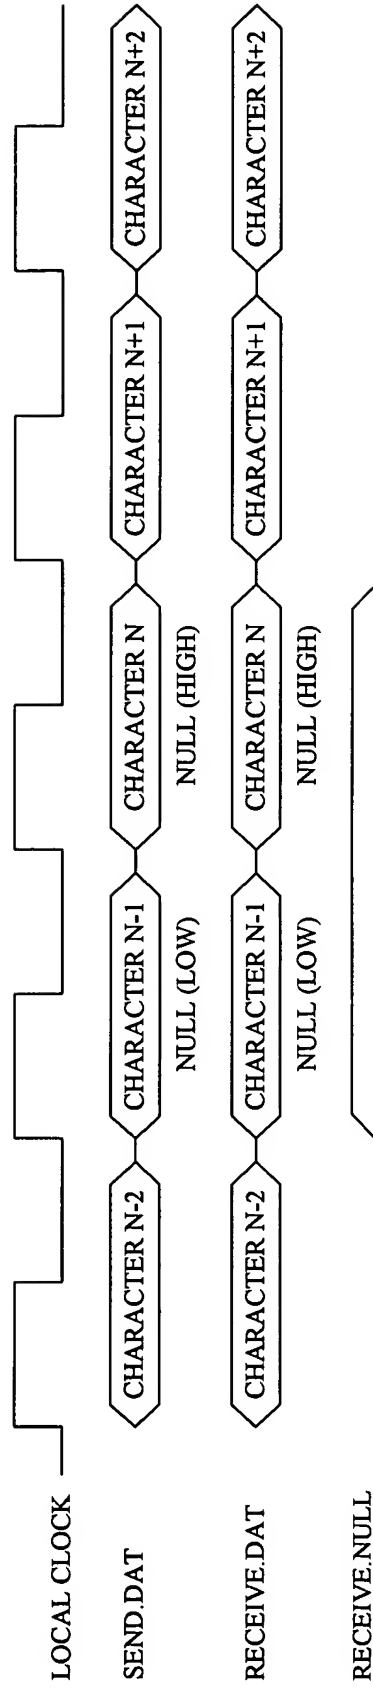 LOCAL CLOCK
SEND.DAT
CHARACTER N-2
CHARACTER N-1
CHARACTER N
CHARACTER N+1
CHARACTER N+2
NULL (LOW)
NULL (HIGH)
RECEIVE.DAT
CHARACTER N-2
CHARACTER N-1
CHARACTER N
CHARACTER N+1
CHARACTER N+2
NULL (LOW)
NULL (HIGH)
RECEIVE.NULL